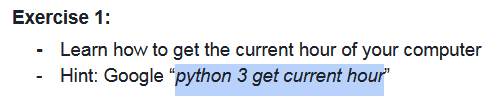 Exercise 1:
- Learn how to get the current hour of your computer
- Hint: Google “python 3 get current hour”